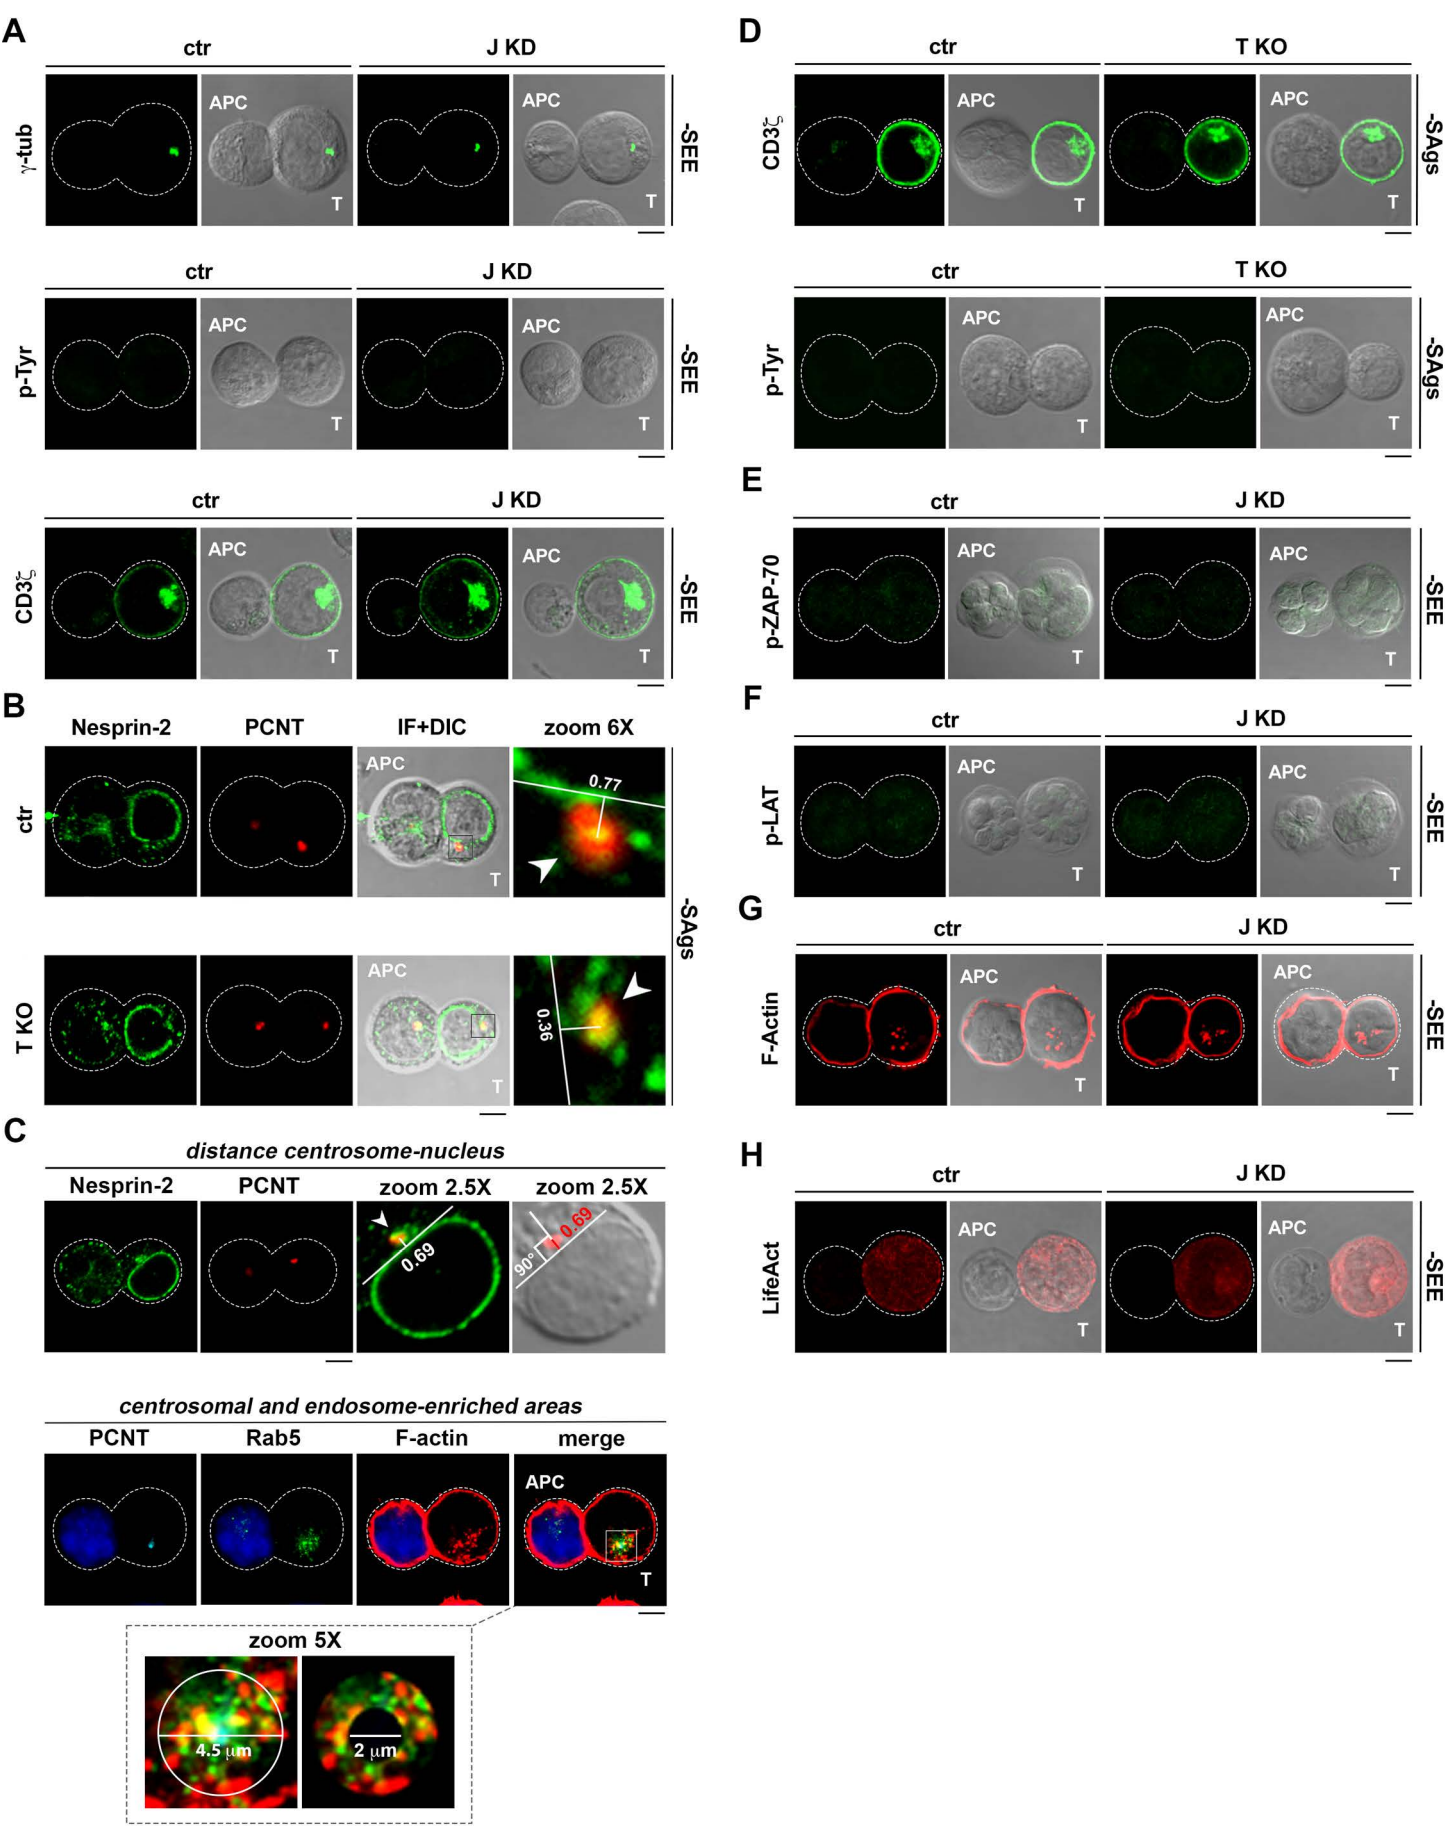 A
ctr J KD
γ-tub APC T APC T -SEE
ctr J KD
p-Tyr APC T APC T -SEE
ctr J KD
CD3ζ APC T APC T -SEE
B
Nesprin-2 PCNT IF+DIC zoom 6X
ctr APC T 0.77
-SAgs
T KO APC T 0.36
C
distance centrosome-nucleus
Nesprin-2 PCNT zoom 2.5X zoom 2.5X
0.69 90° 0.69
centrosomal and endosome-enriched areas
PCNT Rab5 F-actin merge
APC
T
zoom 5X
4.5 μm 2 μm
D
ctr T KO
CD3ζ APC T APC T -SAgs
ctr T KO
p-Tyr APC T APC T -SAgs
E
ctr J KD
p-ZAP-70 APC T APC T -SEE
F
ctr J KD
p-LAT APC T APC T -SEE
G
ctr J KD
F-Actin APC T APC T -SEE
H
ctr J KD
LifeAct APC T APC T -SEE